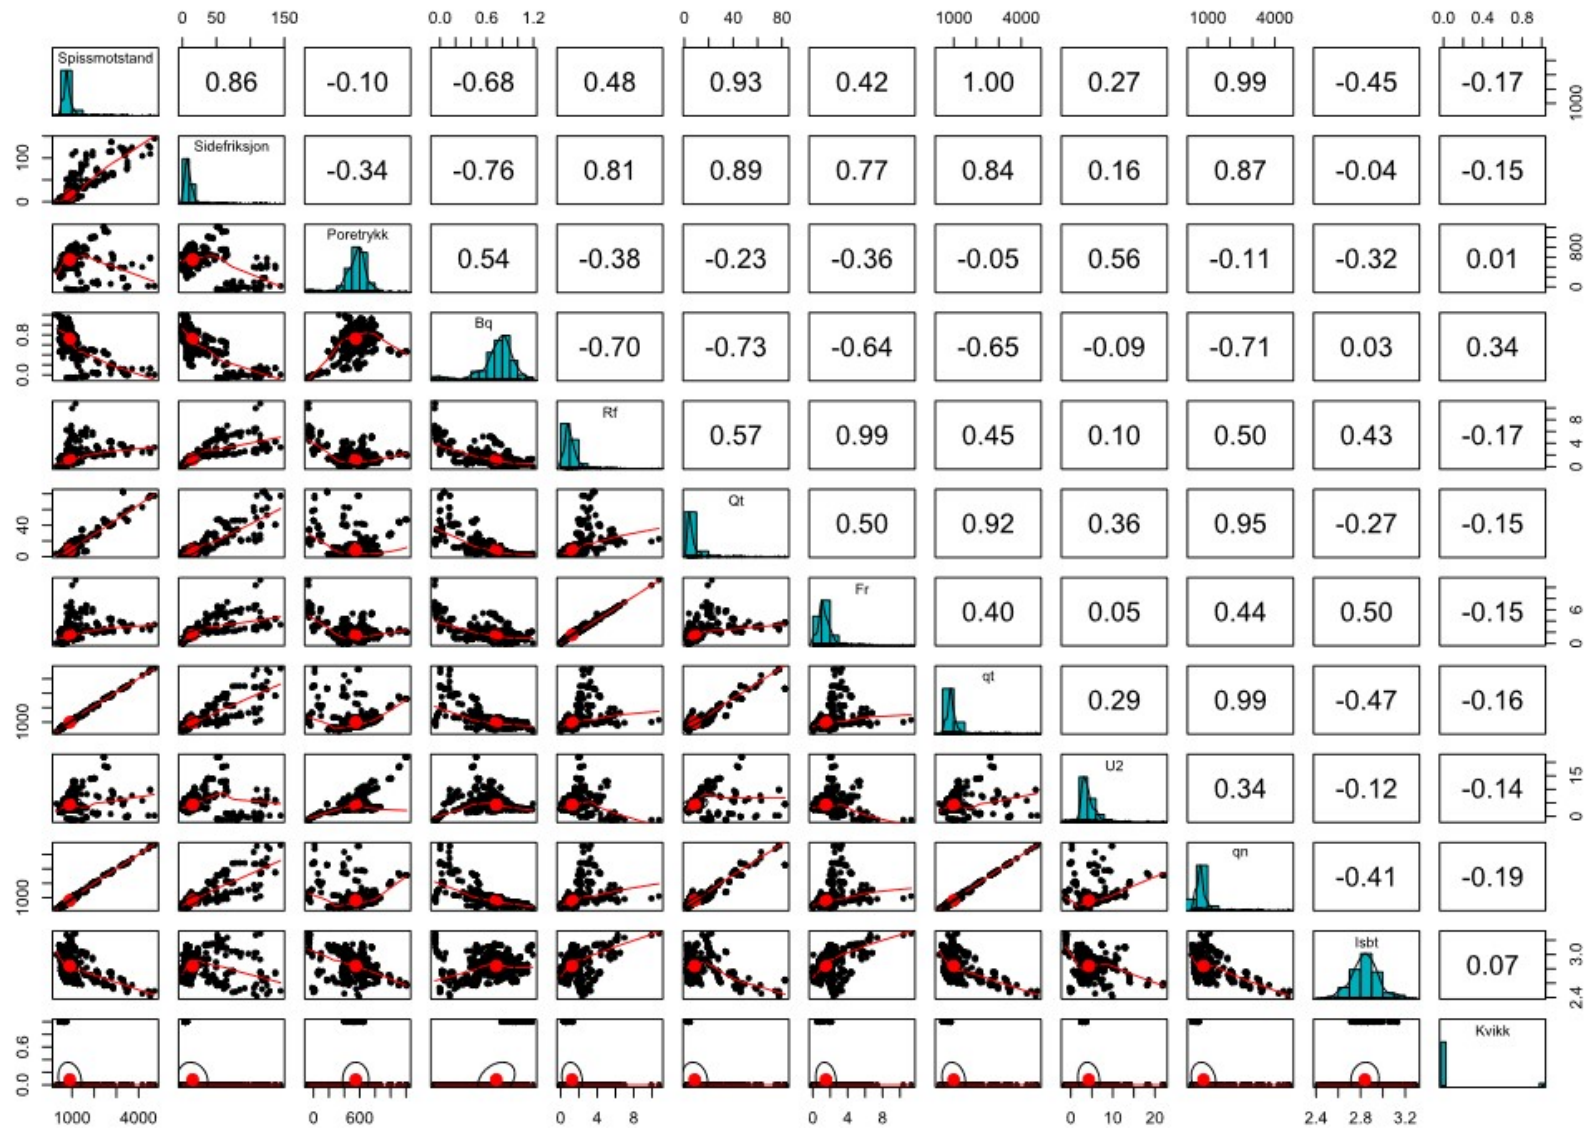 0 50 150 0.0 0.6 1.2 0 40 80 1000 4000 1000 4000 0.0 0.4 0.8
Spissmotstand 0.86 -0.10 -0.68 0.48 0.93 0.42 1.00 0.27 0.99 -0.45 -0.17 1000
0 100 Sidefriksjon -0.34 -0.76 0.81 0.89 0.77 0.84 0.16 0.87 -0.04 -0.15
Poretrykk 0.54 -0.38 -0.23 -0.36 -0.05 0.56 -0.11 -0.32 0.01 0 800
0.0 0.8 Bq -0.70 -0.73 -0.64 -0.65 -0.09 -0.71 0.03 0.34
Rf 0.57 0.99 0.45 0.10 0.50 0.43 -0.17 0 4 8
0 40 Qt 0.50 0.92 0.36 0.95 -0.27 -0.15
Fr 0.40 0.05 0.44 0.50 -0.15 0 6
1000 qt 0.29 0.99 -0.47 -0.16
U2 0.34 -0.12 -0.14 0 15
1000 qn -0.41 -0.19
Isbt 0.07 2.4 3.0
0.0 0.6 Kvikk
1000 4000 0 600 0 4 8 0 4 8 0 10 20 2.4 2.8 3.2